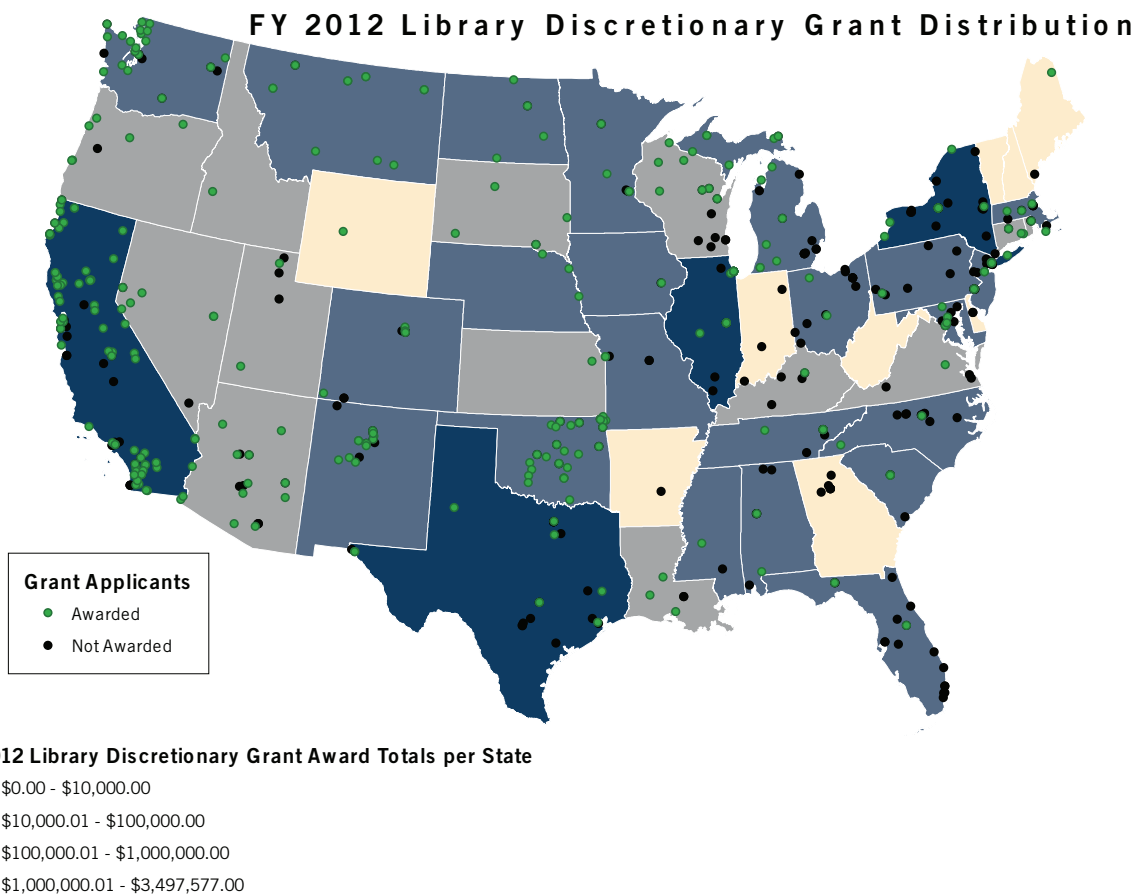 FY 2012 Library Discretionary Grant Distribution
Grant Applicants
Awarded
Not Awarded
12 Library Discretionary Grant Award Totals per State
$0.00 - $10,000.00
$10,000.01 - $100,000.00
$100,000.01 - $1,000,000.00
$1,000,000.01 - $3,497,577.00